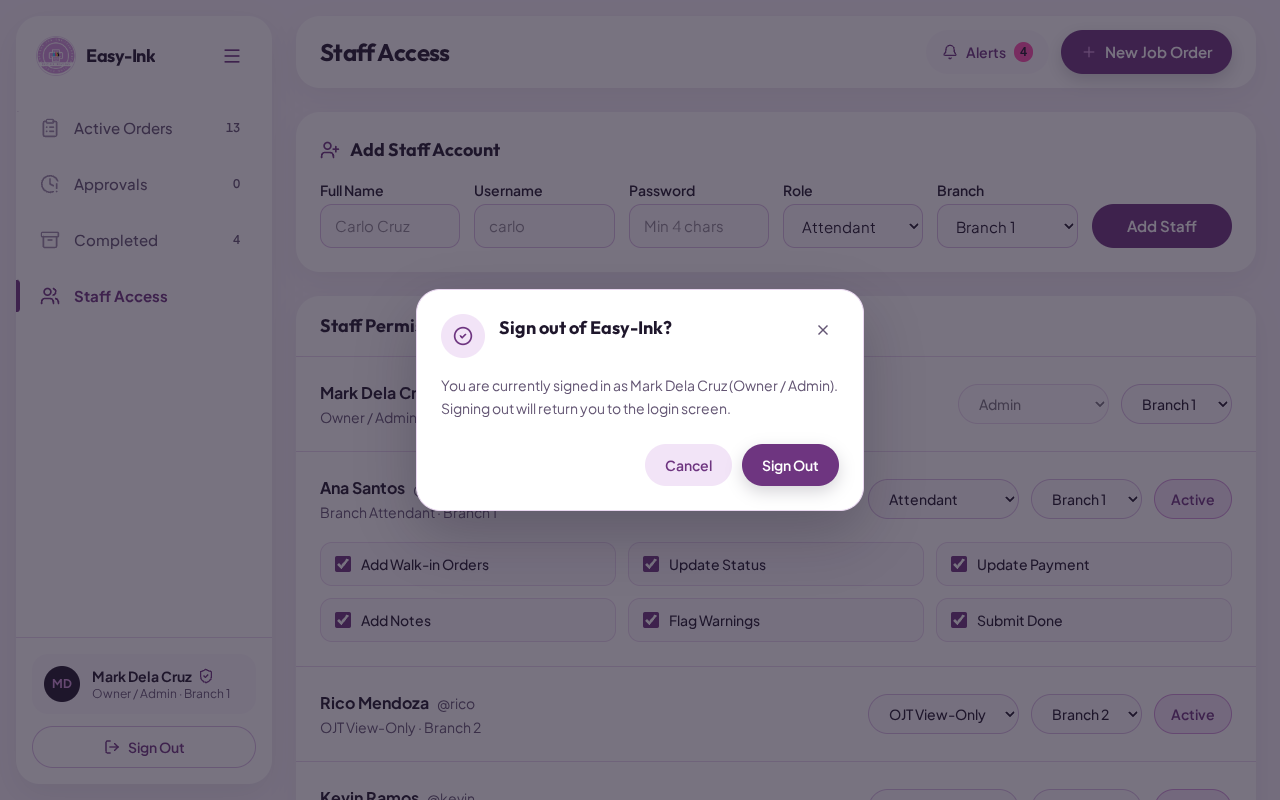 Easy-Ink
Active Orders 13
Approvals 0
Completed 4
Staff Access
Mark Dela Cruz
MD
Owner / Admin · Branch 1
Sign Out
Staff Access
Alerts 4
New Job Order
Add Staff Account
Full Name Username Password Role Branch
Carlo Cruz carlo Min 4 chars Attendant Branch 1 Add Staff
Staff Permi
Mark Dela Cr
Owner / Admin
Admin Branch 1
Ana Santos
Branch Attendant · Branch 1
Attendant Branch 1 Active
Add Walk-in Orders Update Status Update Payment
Add Notes Flag Warnings Submit Done
Rico Mendoza @rico
OJT View-Only · Branch 2
OJT View-Only Branch 2 Active
Kevin Ramos @kevin
Sign out of Easy-Ink?
You are currently signed in as Mark Dela Cruz (Owner / Admin).
Signing out will return you to the login screen.
Cancel Sign Out